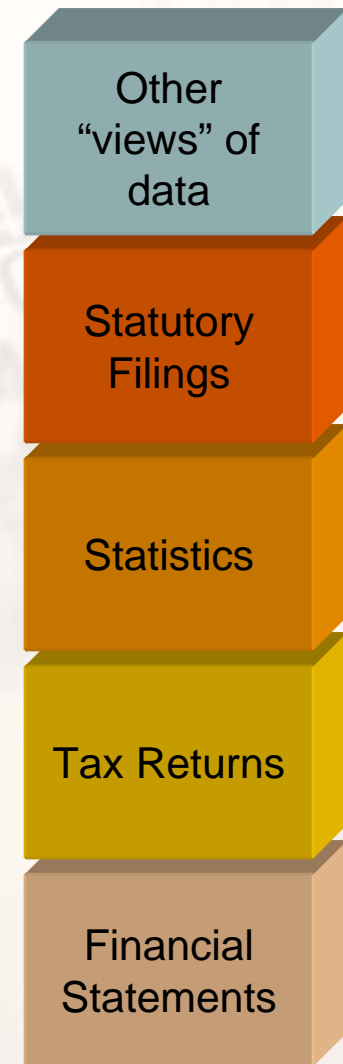 Other
“views” of
data
Statutory
Filings
Statistics
Tax Returns
Financial
Statements